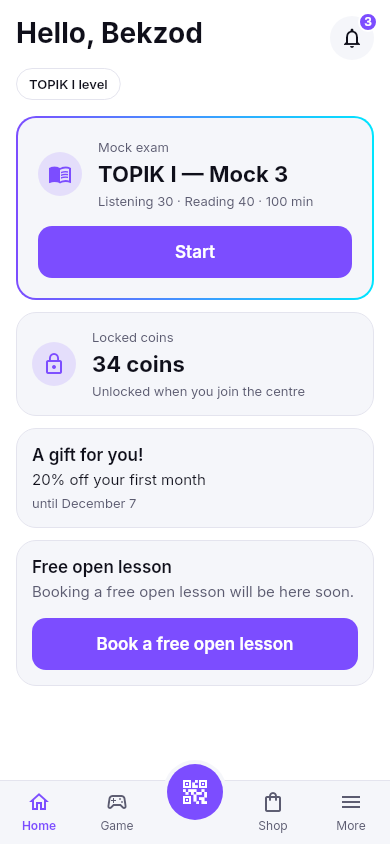 Hello, Bekzod
3
TOPIK I level
Mock exam
TOPIK I — Mock 3
Listening 30 · Reading 40 · 100 min
Start
Locked coins
34 coins
Unlocked when you join the centre
A gift for you!
20% off your first month
until December 7
Free open lesson
Booking a free open lesson will be here soon.
Book a free open lesson
Home
Game
Shop
More